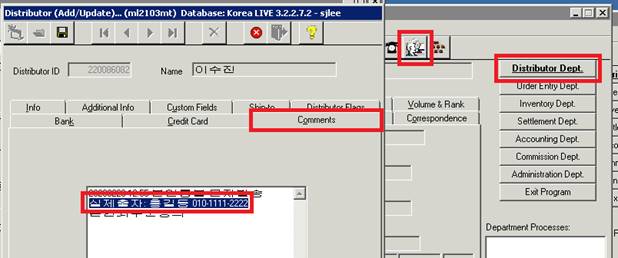 Distributor (Add/Update)... (ml2103mt) Database: Korea LIVE 3.2.2.7.2 - sjlee
Distributor ID
220086082
Name
이수진
Info
Additional Info
Custom Fields
Ship-to
Distributor Flags
Volume & Rank
Bank
Credit Card
Comments
Correspondence
실제출자: 홍길동 010-1111-2222
Distributor Dept.
Order Entry Dept.
Inventory Dept.
Settlement Dept.
Accounting Dept.
Commission Dept.
Administration Dept.
Exit Program
Department Processes: